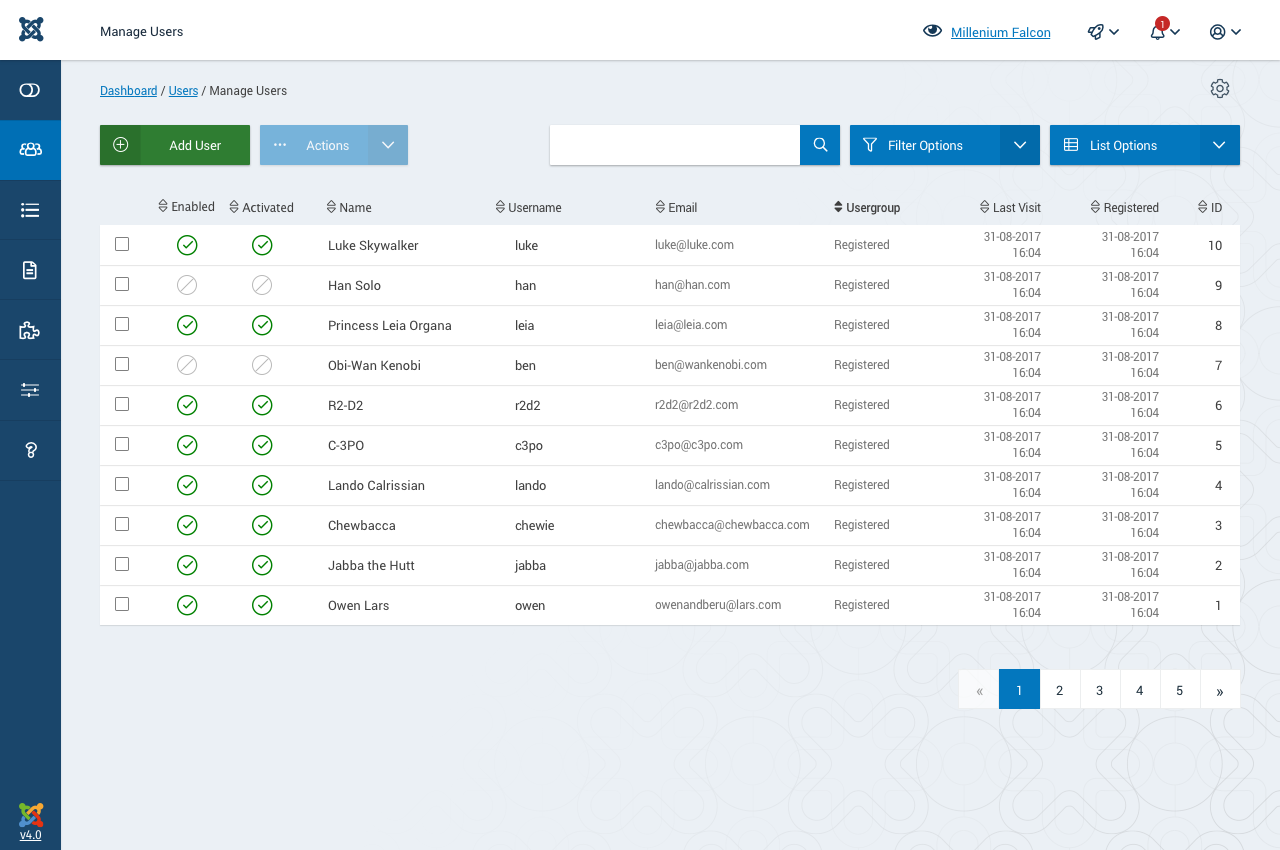 Manage Users
Millenium Falcon
1
Dashboard / Users / Manage Users
Add User
Actions
Filter Options
List Options
Enabled Activated Name Username Email Usergroup Last Visit Registered ID
Luke Skywalker luke luke@luke.com Registered 31-08-2017 16:04 31-08-2017 16:04 10
Han Solo han han@han.com Registered 31-08-2017 16:04 31-08-2017 16:04 9
Princess Leia Organa leia leia@leia.com Registered 31-08-2017 16:04 31-08-2017 16:04 8
Obi-Wan Kenobi ben ben@wankenobi.com Registered 31-08-2017 16:04 31-08-2017 16:04 7
R2-D2 r2d2 r2d2@r2d2.com Registered 31-08-2017 16:04 31-08-2017 16:04 6
C-3PO c3po c3po@c3po.com Registered 31-08-2017 16:04 31-08-2017 16:04 5
Lando Calrissian lando lando@calrissian.com Registered 31-08-2017 16:04 31-08-2017 16:04 4
Chewbacca chewie chewbacca@chewbacca.com Registered 31-08-2017 16:04 31-08-2017 16:04 3
Jabba the Hutt jabba jabba@jabba.com Registered 31-08-2017 16:04 31-08-2017 16:04 2
Owen Lars owen owenandberu@lars.com Registered 31-08-2017 16:04 31-08-2017 16:04 1
« 1 2 3 4 5 »
v4.0